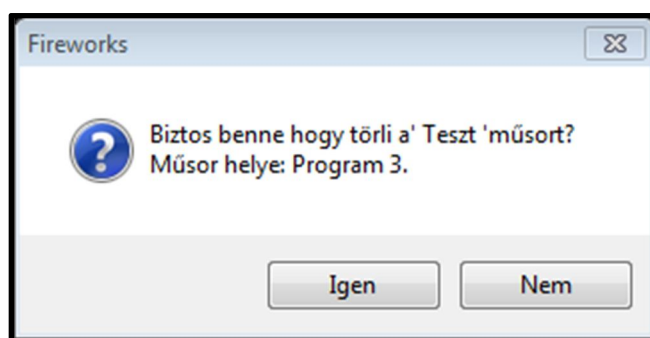 Fireworks
Biztos benne hogy törli a' Teszt 'műsort?
Műsor helye: Program 3.
Igen
Nem